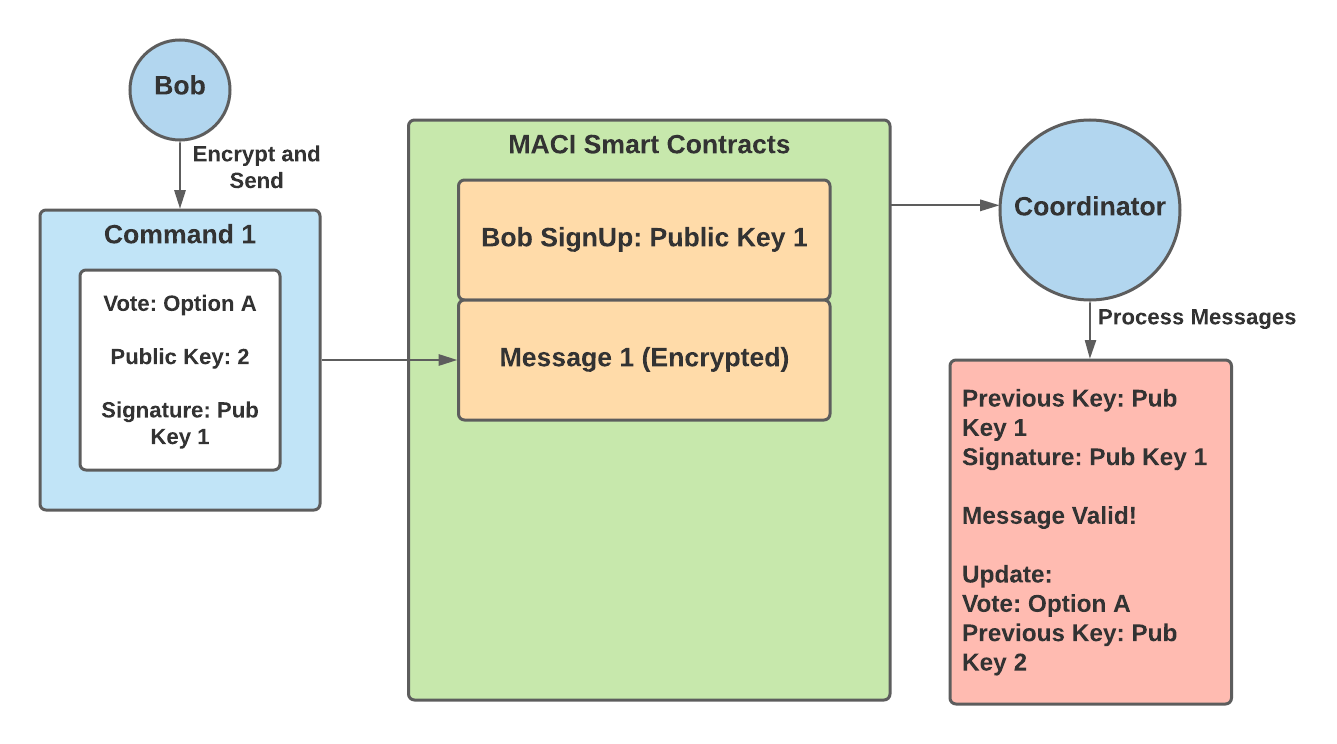 Bob
Encrypt and
Send
Command 1
Vote: Option A
Public Key: 2
Signature: Pub
Key 1
MACI Smart Contracts
Bob SignUp: Public Key 1
Message 1 (Encrypted)
Coordinator
Process Messages
Previous Key: Pub
Key 1
Signature: Pub Key 1
Message Valid!
Update:
Vote: Option A
Previous Key: Pub
Key 2